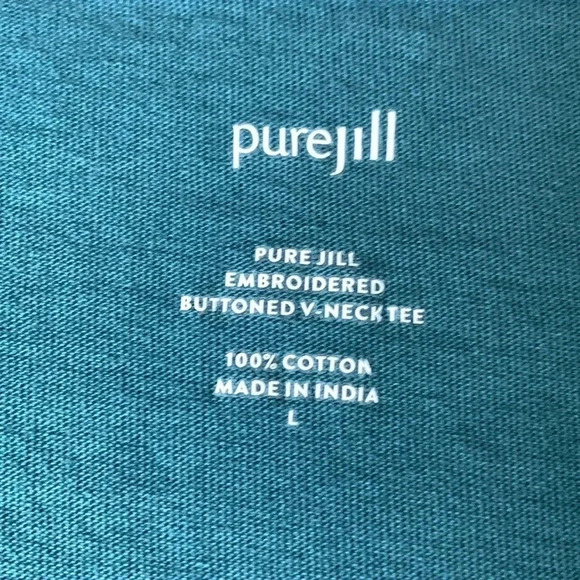 purejill
PURE JILL
EMBROIDERED
BUTTONED V-NECK TEE
100% COTTON
MADE IN INDIA
L